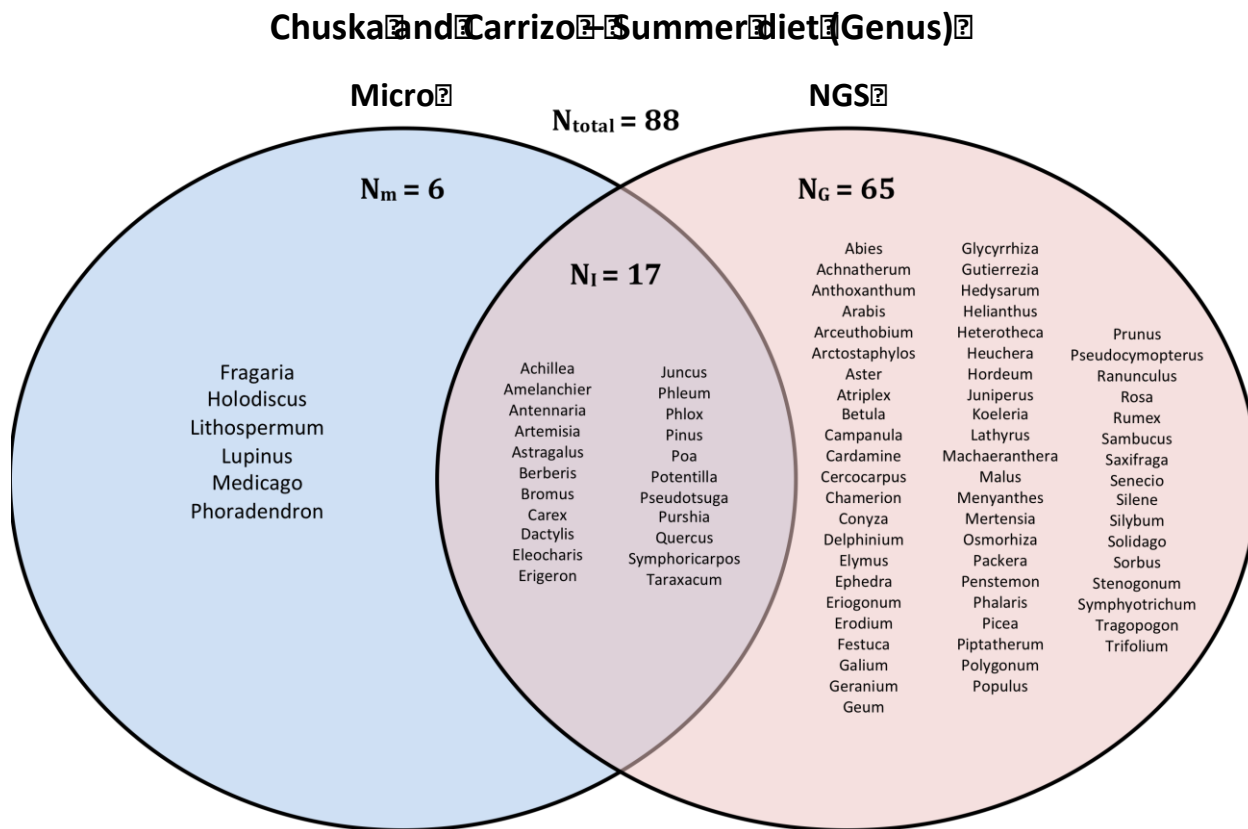 Chuska⍰and⍰Carrizo⍰–⍰Summer⍰diet⍰(Genus)⍰
Micro⍰
NGS⍰
Ntotal = 88
Nm = 6
NG = 65
NI = 17
Fragaria
Holodiscus
Lithospermum
Lupinus
Medicago
Phoradendron
Achillea
Amelanchier
Antennaria
Artemisia
Astragalus
Berberis
Bromus
Carex
Dactylis
Eleocharis
Erigeron
Juncus
Phleum
Phlox
Pinus
Poa
Potentilla
Pseudotsuga
Purshia
Quercus
Symphoricarpos
Taraxacum
Abies
Achnatherum
Anthoxanthum
Arabis
Arceuthobium
Arctostaphylos
Aster
Atriplex
Betula
Campanula
Cardamine
Cercocarpus
Chamerion
Conyza
Delphinium
Elymus
Ephedra
Eriogonum
Erodium
Festuca
Galium
Geranium
Geum
Glycyrrhiza
Gutierrezia
Hedysarum
Helianthus
Heterotheca
Heuchera
Hordeum
Juniperus
Koeleria
Lathyrus
Machaeranthera
Malus
Menyanthes
Mertensia
Osmorhiza
Packera
Penstemon
Phalaris
Picea
Piptatherum
Polygonum
Populus
Prunus
Pseudocymopterus
Ranunculus
Rosa
Rumex
Sambucus
Saxifraga
Senecio
Silene
Silybum
Solidago
Sorbus
Stenogonum
Symphyotrichum
Tragopogon
Trifolium